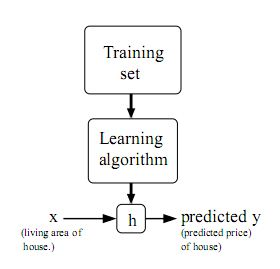 Training
set
Learning
algorithm
x
h
predicted y
(living area of
house.)
(predicted price)
of house)